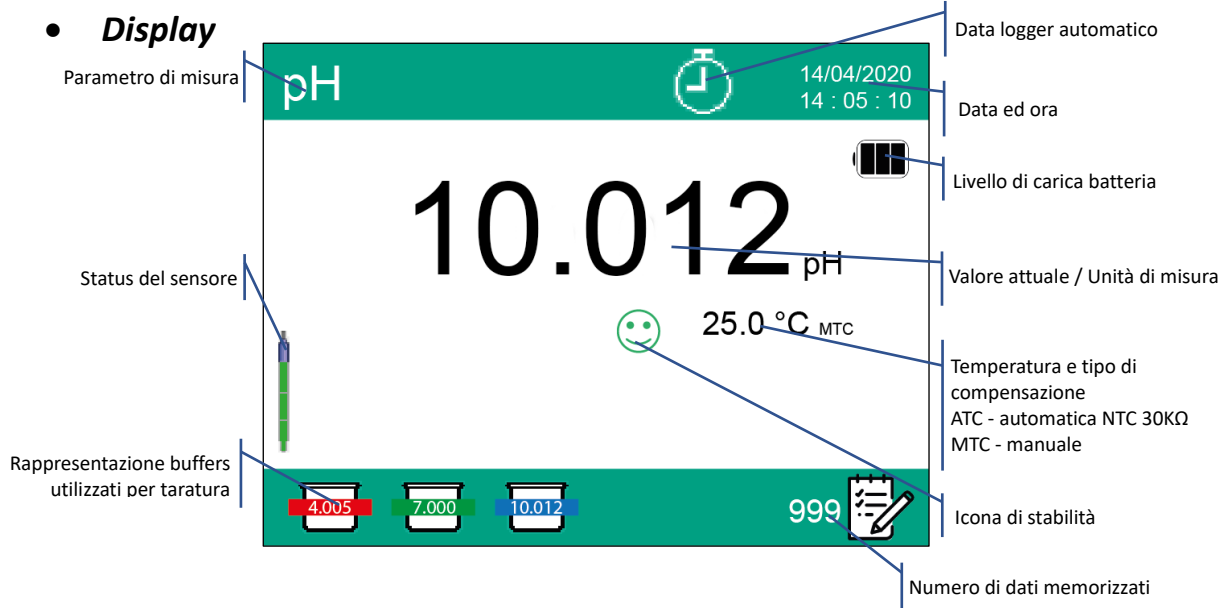 • Display
Parametro di misura
pH
14/04/2020
14 : 05 : 10
Data logger automatico
Data ed ora
Livello di carica batteria
10.012 pH
Valore attuale / Unità di misura
Status del sensore
25.0 °C MTC
Temperatura e tipo di
compensazione
ATC - automatica NTC 30KΩ
MTC - manuale
Rappresentazione buffers
utilizzati per taratura
4.005
7.000
10.012
999
Icona di stabilità
Numero di dati memorizzati